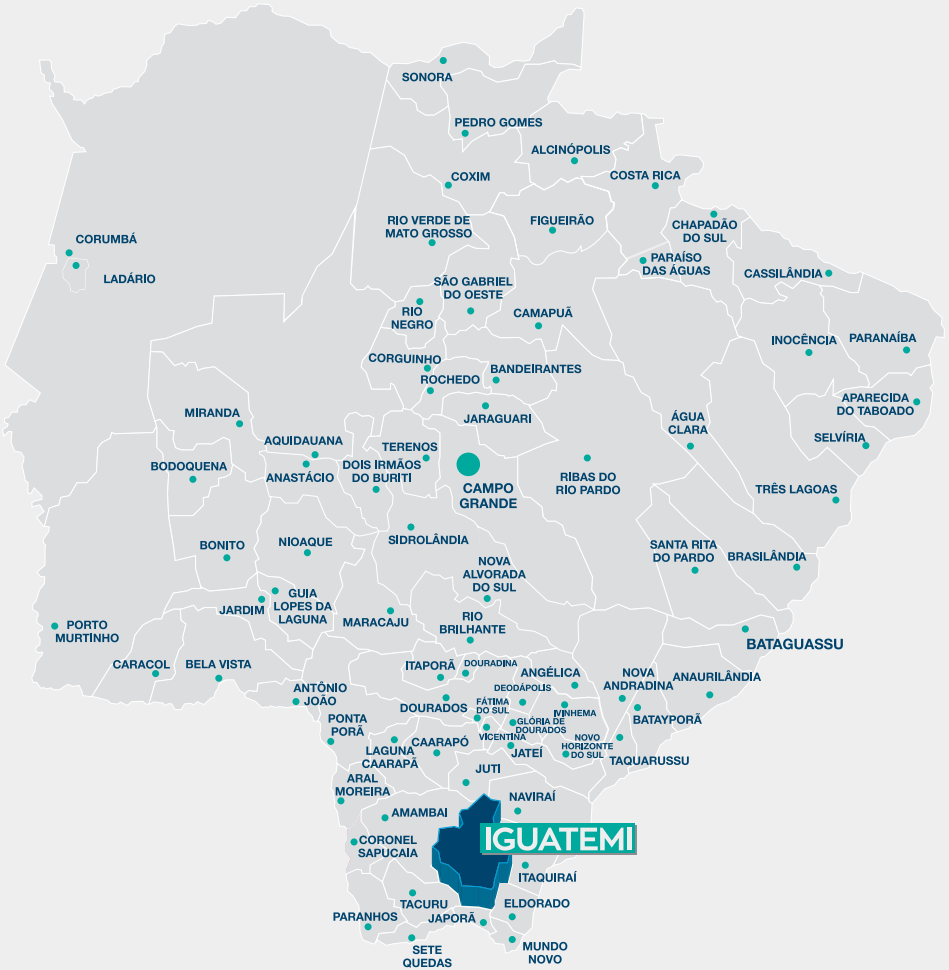 SONORA
PEDRO GOMES
ALCINÓPOLIS
COXIM
COSTA RICA
RIO VERDE DE
MATO GROSSO
FIGUEIRÃO
CHAPADÃO
DO SUL
CORUMBÁ
LADÁRIO
PARAÍSO
DAS ÁGUAS
CASSILÂNDIA
SÃO GABRIEL
DO OESTE
RIO
NEGRO
CAMAPUÃ
INOCÊNCIA
PARANAÍBA
CORGUINHO
ROCHEDO
BANDEIRANTES
JARAGUARI
APARECIDA
DO TABOADO
MIRANDA
ÁGUA
CLARA
SELVÍRIA
AQUIDAUANA
ANASTÁCIO
TERENOS
DOIS IRMÃOS
DO BURITI
BODOQUENA
CAMPO
GRANDE
RIBAS DO
RIO PARDO
TRÊS LAGOAS
BONITO
NIOAQUE
SIDROLÂNDIA
SANTA RITA
DO PARDO
BRASILÂNDIA
NOVA
ALVORADA
DO SUL
JARDIM
GUIA
LOPES DA
LAGUNA
MARACAJU
RIO
BRILHANTE
PORTO
MURTINHO
BATAGUASSU
CARACOL
BELA VISTA
ITAPORÃ
DOURADINA
ANGÉLICA
NOVA
ANDRADINA
ANAURILÂNDIA
ANTÔNIO
JOÃO
DOURADOS
DEODÁPOLIS
FÁTIMA
DO SUL
IVINHEMA
BATAYPORÃ
PONTA
PORÃ
GLÓRIA DE
DOURADOS
VICENTINA
LAGUNA
CAARAPÃ
CAARAPÓ
JATEÍ
NOVO
HORIZONTE
DO SUL
TAQUARUSSU
JUTI
ARAL
MOREIRA
NAVIRAÍ
AMAMBAI
IGUATEMI
CORONEL
SAPUCAIA
ITAQUIRAÍ
TACURU
ELDORADO
PARANHOS
JAPORÃ
SETE
QUEDAS
MUNDO
NOVO